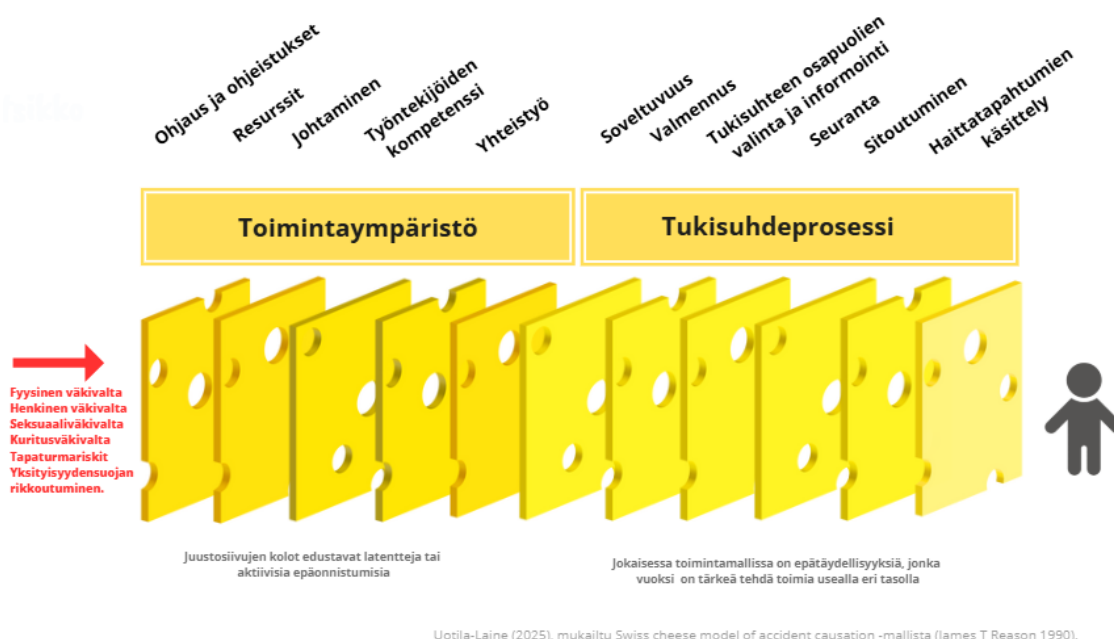 Ohjaus ja ohjeistukset
Resurssit
Johtaminen
Työntekijöiden
kompetenssi
Yhteistyö
Soveltuvuus
Valmennus
Tukisuhteen osapuolien
valinta ja informointi
Seuranta
Sitoutuminen
Haittatapahtumien
käsittely
Toimintaympäristö
Tukisuhdeprosessi
Fyysinen väkivalta
Henkinen väkivalta
Seksuaaliväkivalta
Kuritusväkivalta
Tapaturmariskit
Yksityisyydensuojan
rikkoutuminen.
Juustosiivujen kolot edustavat latentteja tai
aktiivisia epäonnistumisia
Jokaisessa toimintamallissa on epätäydellisyyksiä, jonka
vuoksi on tärkeä tehdä toimia usealla eri tasolla
Uotila-Laine (2025), mukailtu Swiss cheese model of accident causation -mallista (James T Reason 1990).